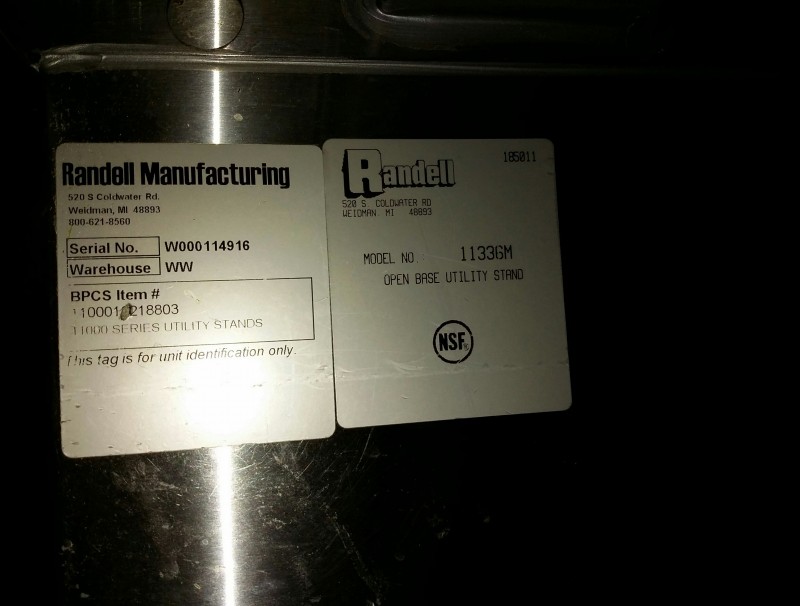 Randell Manufacturing
520 S Coldwater Rd.
Weidman, MI 48893
800-621-8560
Serial No. W000114916
Warehouse WW
BPCS Item #
11000 SERIES UTILITY STANDS
This tag is for unit identification only.
Randell
185011
520 S COLDWATER RD
WEIDMAN MI 48893
MODEL NO. 11336M
OPEN BASE UTILITY STAND
NSF